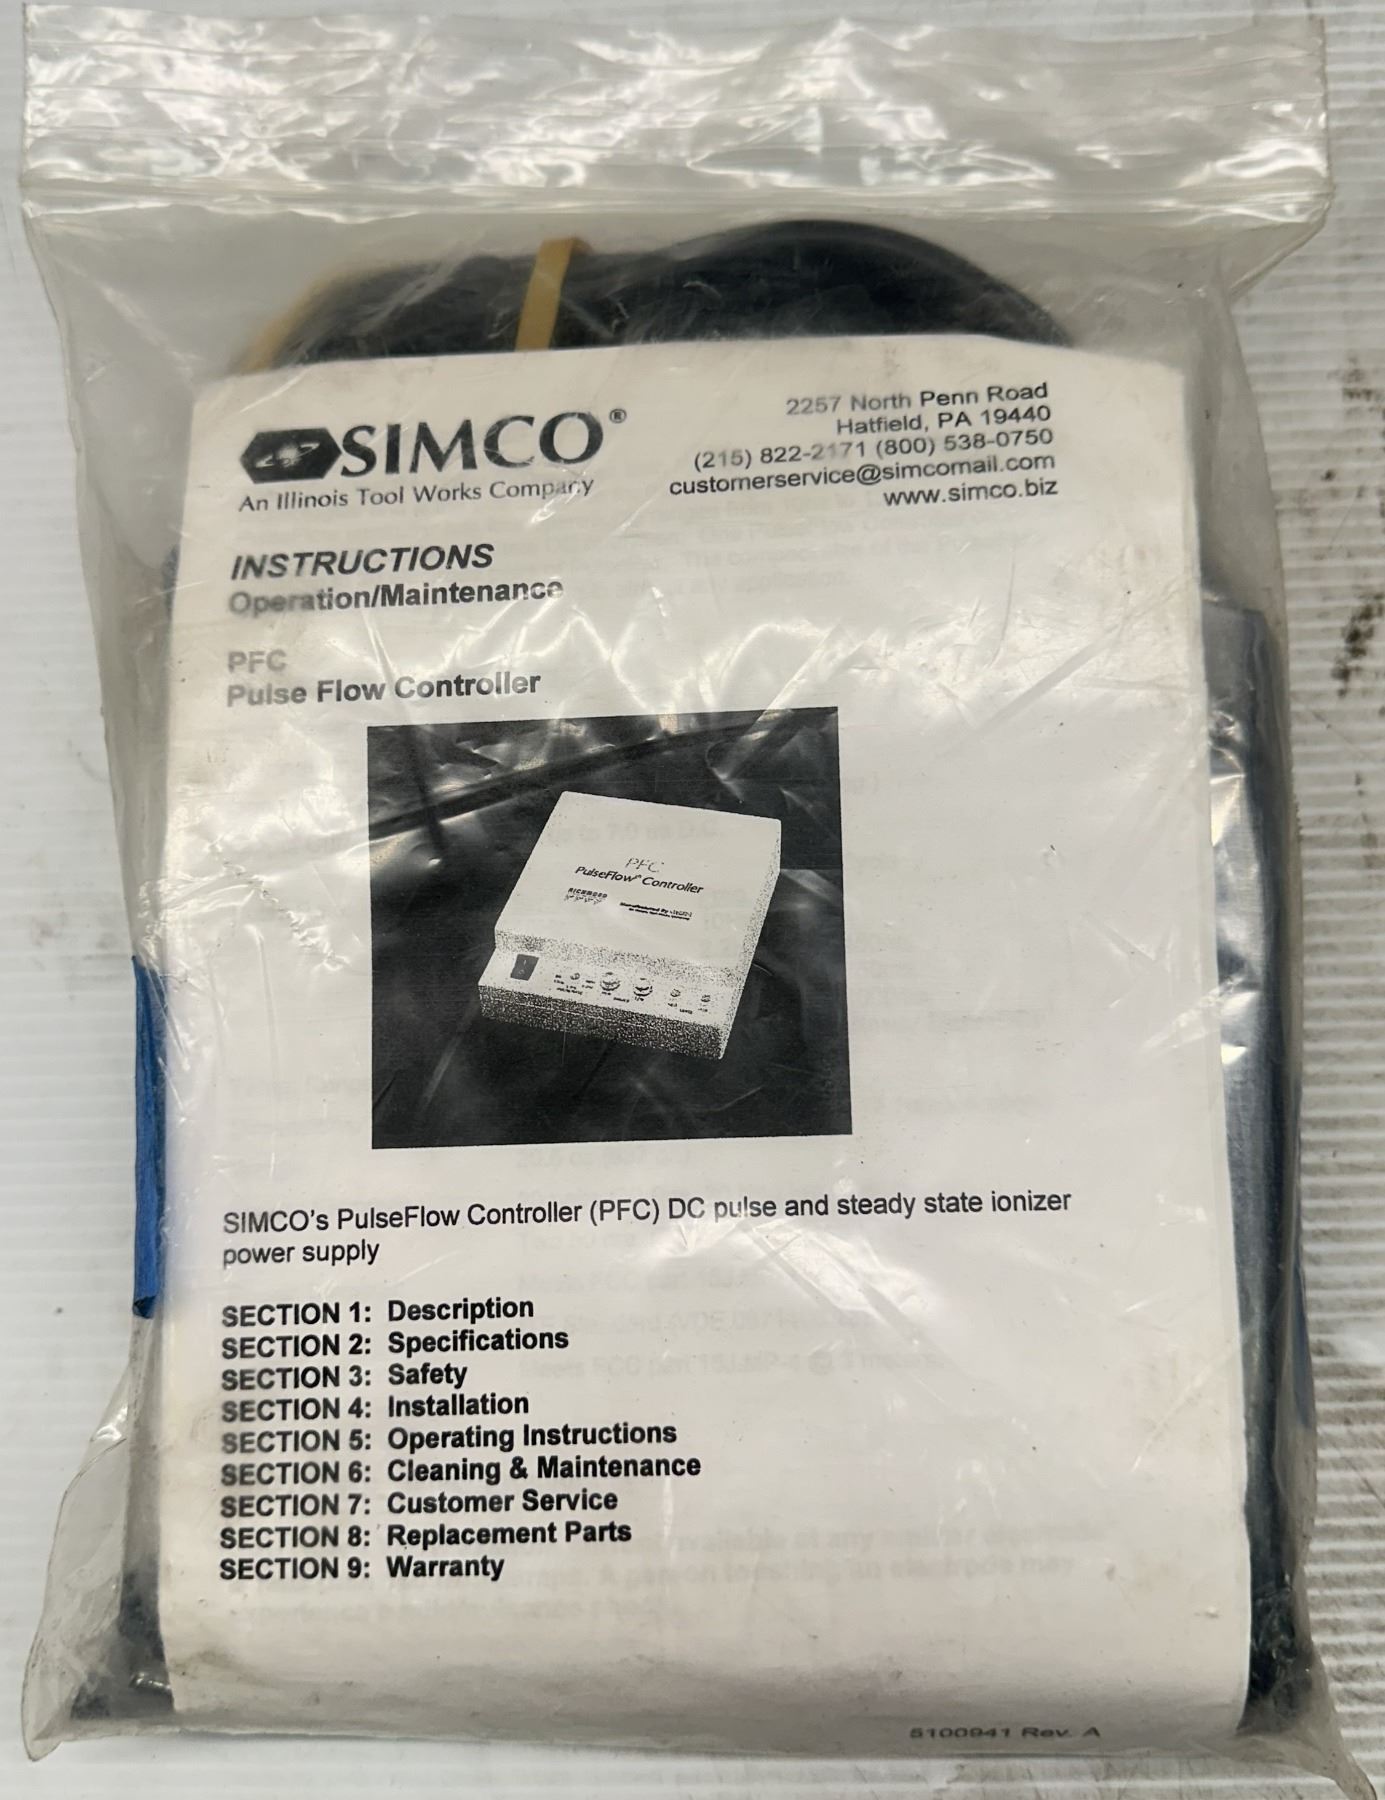 SIMCO®
An Illinois Tool Works Company
2257 North Penn Road
Hatfield, PA 19440
(215) 822-2171 (800) 538-0750
customerservice@simcomail.com
www.simco.biz
INSTRUCTIONS
Operation/Maintenance
PFC
Pulse Flow Controller
PFC
PulseFlow® Controller
RICHMOND
Manufactured By SIMCO
SIMCO's PulseFlow Controller (PFC) DC pulse and steady state ionizer
power supply
SECTION 1: Description
SECTION 2: Specifications
SECTION 3: Safety
SECTION 4: Installation
SECTION 5: Operating Instructions
SECTION 6: Cleaning & Maintenance
SECTION 7: Customer Service
SECTION 8: Replacement Parts
SECTION 9: Warranty
5100941 Rev. A